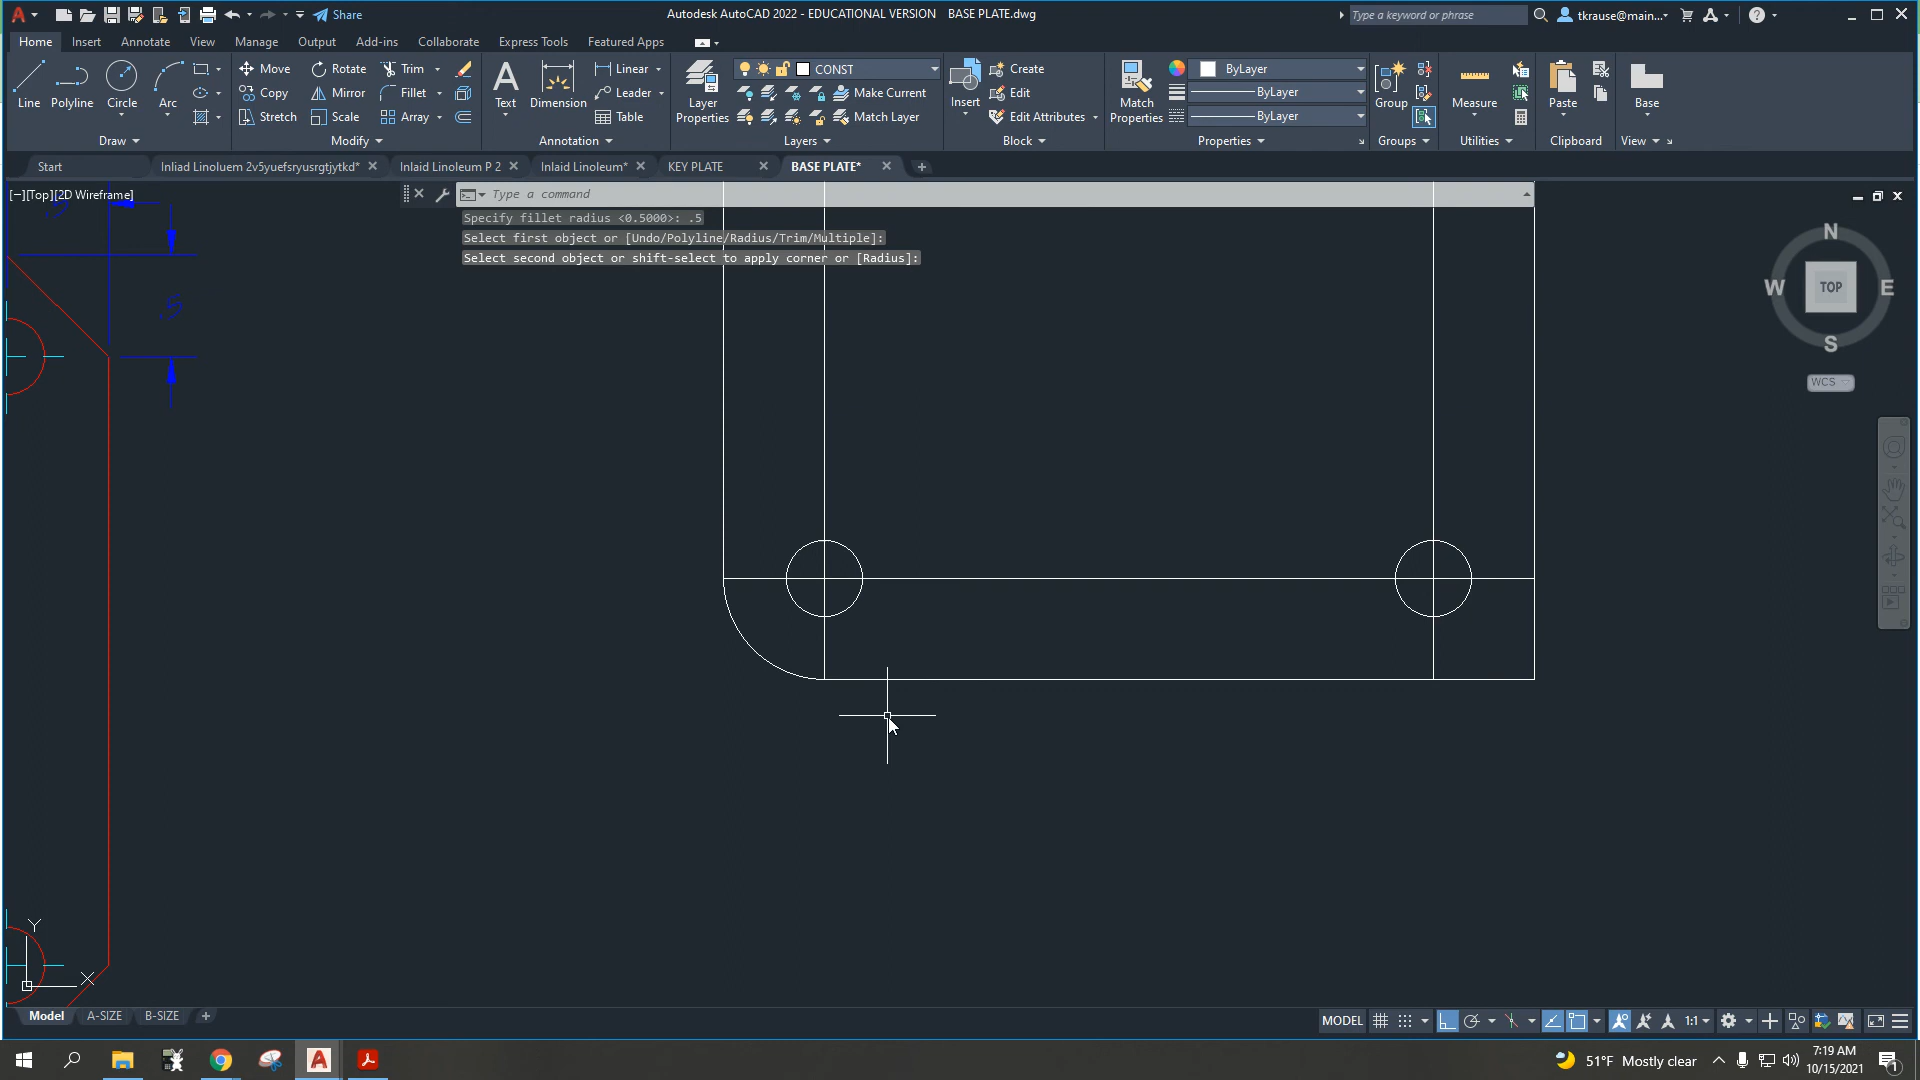 Share
Autodesk AutoCAD 2022 - EDUCATIONAL VERSION BASE PLATE.dwg
Type a keyword or phrase
tkrause@main...
Home Insert Annotate View Manage Output Add-ins Collaborate Express Tools Featured Apps
Line Polyline Circle Arc
Move Rotate Trim
Copy Mirror Fillet
Stretch Scale Array
Text Dimension
Linear
Leader
Table
Layer Properties
CONST
Make Current
Match Layer
Insert
Create
Edit
Edit Attributes
Match Properties
ByLayer
ByLayer
ByLayer
Group Measure Paste Base
Draw Modify Annotation Layers Block Properties Groups Utilities Clipboard View
Start Inliad Linoluem 2v5yuefsryusrgtjytkd* Inlaid Linoleum P 2 Inlaid Linoleum* KEY PLATE BASE PLATE*
[−][Top][2D Wireframe]
Type a command
Specify fillet radius <0.5000>: .5
Select first object or [Undo/Polyline/Radius/Trim/Multiple]:
Select second object or shift-select to apply corner or [Radius]:
N
W TOP E
S
WCS
.5
Y
X
Model A-SIZE B-SIZE
MODEL 1:1
51°F Mostly clear
7:19 AM
10/15/2021
1